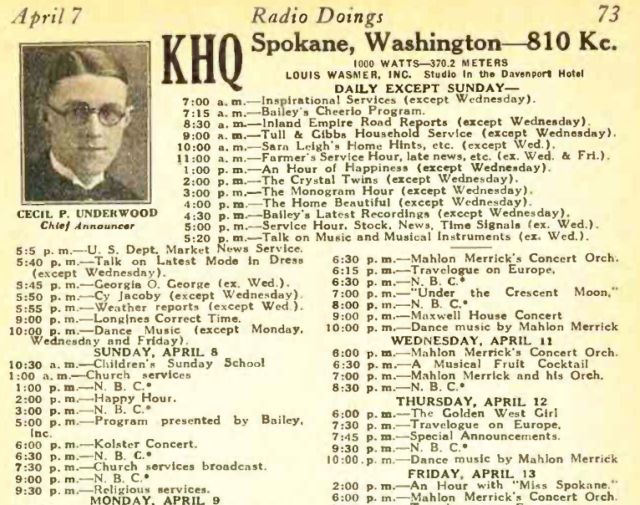 April 7
Radio Doings
73
KHQ
Spokane, Washington—810 Kc.
1000 WATTS—370.2 METERS
LOUIS WASMER, INC. Studio in the Davenport Hotel
DAILY EXCEPT SUNDAY—
7:00 a. m.—Inspirational Services (except Wednesday).
7:15 a. m.—Bailey's Cheerio Program.
8:30 a. m.—Inland Empire Road Reports (except Wednesday).
9:00 a. m.—Tull & Gibbs Household Service (except Wednesday).
10:00 a. m.—Sara Leigh's Home Hints, etc. (except Wed.).
11:00 a. m.—Farmer's Service Hour, late news, etc. (ex. Wed. & Fri.).
1:00 p. m.—An Hour of Happiness (except Wednesday).
2:00 p. m.—The Crystal Twins (except Wednesday).
3:00 p. m.—The Monogram Hour (except Wednesday).
4:00 p. m.—The Home Beautiful (except Wednesday).
4:30 p. m.—Bailey's Latest Recordings (except Wednesday).
5:00 p. m.—Service Hour, Stock, News, Time Signals (ex. Wed.).
5:20 p. m.—Talk on Music and Musical Instruments (ex. Wed.).
CECIL P. UNDERWOOD
Chief Announcer
5:5 p. m.—U. S. Dept. Market News Service.
5:40 p. m.—Talk on Latest Mode in Dress
(except Wednesday).
5:45 p. m.—Georgia O. George (ex. Wed.).
5:50 p. m.—Cy Jacoby (except Wednesday).
5:55 p. m.—Weather reports (except Wed.).
9:00 p. m.—Longines Correct Time.
10:00 p. m.—Dance Music (except Monday,
Wednesday and Friday).
SUNDAY, APRIL 8
10:30 a. m.—Children's Sunday School
1:00 a. m.—Church services
1:00 p. m.—N. B. C.*
2:00 p. m.—Happy Hour.
3:00 p. m.—N. B. C.*
5:00 p. m.—Program presented by Bailey,
Inc.
6:00 p. m.—Kolster Concert.
6:30 p. m.—N. B. C.*
7:30 p. m.—Church services broadcast.
9:00 p. m.—N. B. C.*
9:30 p. m.—Religious services.
MONDAY, APRIL 9
6:30 p. m.—Mahlon Merrick's Concert Orch.
6:15 p. m.—Travelogue on Europe.
6:30 p. m.—N. B. C.*
7:00 p. m.—"Under the Crescent Moon,"
8:00 p. m.—N. B. C.*
9:00 p. m.—Maxwell House Concert
10:00 p. m.—Dance music by Mahlon Merrick
WEDNESDAY, APRIL 11
6:00 p. m.—Mahlon Merrick's Concert Orch.
6:30 p. m.—A Musical Fruit Cocktail
7:00 p. m.—Mahlon Merrick and his Orch.
8:30 p. m.—N. B. C.*
THURSDAY, APRIL 12
6:00 p. m.—The Golden West Girl
7:30 p. m.—Travelogue on Europe.
7:45 p. m.—Special Announcements.
9:30 p. m.—N. B. C.*
10:00 p. m.—Dance music by Mahlon Merrick
FRIDAY, APRIL 13
2:00 p. m.—An Hour with "Miss Spokane."
6:00 p. m.—Mahlon Merrick's Concert Orch.